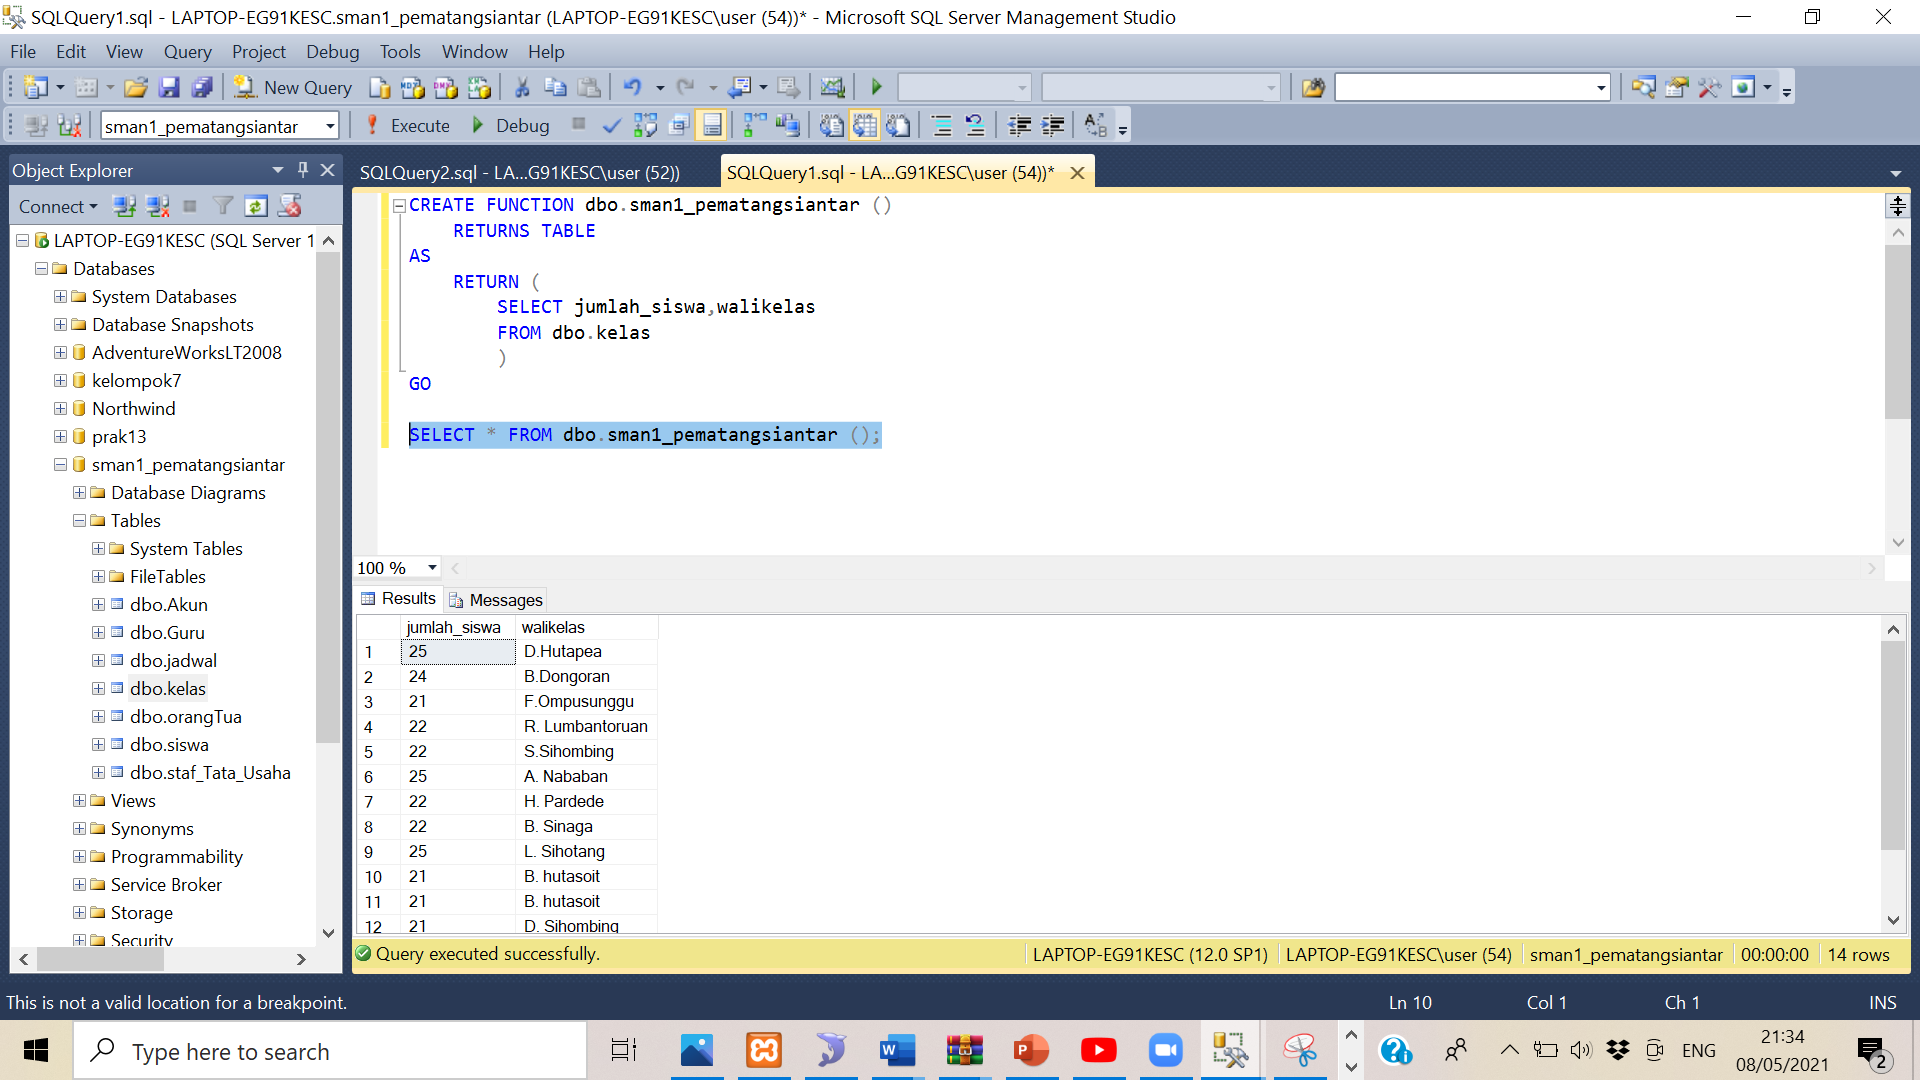 SQLQuery1.sql - LAPTOP-EG91KESC.sman1_pematangsiantar (LAPTOP-EG91KESC\user (54))* - Microsoft SQL Server Management Studio
File Edit View Query Project Debug Tools Window Help
New Query
sman1_pematangsiantar Execute Debug
Object Explorer
Connect
LAPTOP-EG91KESC (SQL Server 1
Databases
System Databases
Database Snapshots
AdventureWorksLT2008
kelompok7
Northwind
prak13
sman1_pematangsiantar
Database Diagrams
Tables
System Tables
FileTables
dbo.Akun
dbo.Guru
dbo.jadwal
dbo.kelas
dbo.orangTua
dbo.siswa
dbo.staf_Tata_Usaha
Views
Synonyms
Programmability
Service Broker
Storage
Security
SQLQuery2.sql - LA...G91KESC\user (52)) SQLQuery1.sql - LA...G91KESC\user (54))*
CREATE FUNCTION dbo.sman1_pematangsiantar ()
RETURNS TABLE
AS
RETURN (
SELECT jumlah_siswa,walikelas
FROM dbo.kelas
)
GO
SELECT * FROM dbo.sman1_pematangsiantar ();
100 %
Results Messages
jumlah_siswa walikelas
1 25 D.Hutapea
2 24 B.Dongoran
3 21 F.Ompusunggu
4 22 R. Lumbantoruan
5 22 S.Sihombing
6 25 A. Nababan
7 22 H. Pardede
8 22 B. Sinaga
9 25 L. Sihotang
10 21 B. hutasoit
11 21 B. hutasoit
12 21 D. Sihombing
Query executed successfully. LAPTOP-EG91KESC (12.0 SP1) LAPTOP-EG91KESC\user (54) sman1_pematangsiantar 00:00:00 14 rows
This is not a valid location for a breakpoint. Ln 10 Col 1 Ch 1 INS
Type here to search
ENG
21:34
08/05/2021
2